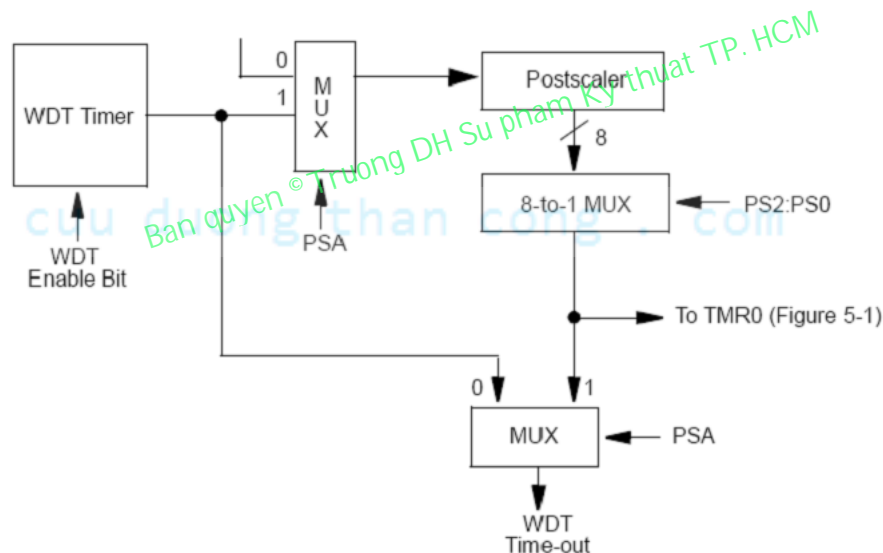 0
1
M
U
X
WDT Timer
Postscaler
8
8-to-1 MUX
PS2:PS0
PSA
WDT
Enable Bit
To TMR0 (Figure 5-1)
0
1
MUX
PSA
WDT
Time-out
Ban quyen © Truong DH Su pham Ky thuat TP. HCM
cuu duong than cong . com